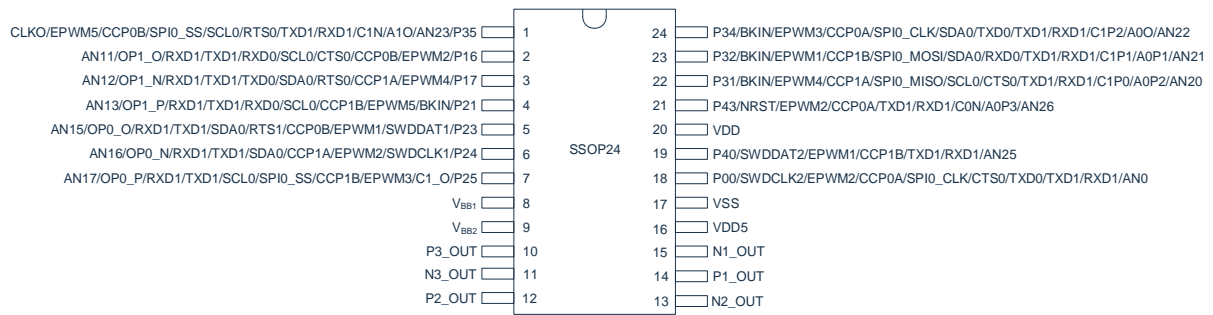 CLKO/EPWM5/CCP0B/SPI0_SS/SCL0/RTS0/TXD1/RXD1/C1N/A1O/AN23/P35 1
AN11/OP1_O/RXD1/TXD1/RXD0/SCL0/CTS0/CCP0B/EPWM2/P16 2
AN12/OP1_N/RXD1/TXD1/TXD0/SDA0/RTS0/CCP1A/EPWM4/P17 3
AN13/OP1_P/RXD1/TXD1/RXD0/SCL0/CCP1B/EPWM5/BKIN/P21 4
AN15/OP0_O/RXD1/TXD1/SDA0/RTS1/CCP0B/EPWM1/SWDDAT1/P23 5
AN16/OP0_N/RXD1/TXD1/SDA0/CCP1A/EPWM2/SWDCLK1/P24 6
AN17/OP0_P/RXD1/TXD1/SCL0/SPI0_SS/CCP1B/EPWM3/C1_O/P25 7
VBB1 8
VBB2 9
P3_OUT 10
N3_OUT 11
P2_OUT 12
SSOP24
24 P34/BKIN/EPWM3/CCP0A/SPI0_CLK/SDA0/TXD0/TXD1/RXD1/C1P2/A0O/AN22
23 P32/BKIN/EPWM1/CCP1B/SPI0_MOSI/SDA0/RXD0/TXD1/RXD1/C1P1/A0P1/AN21
22 P31/BKIN/EPWM4/CCP1A/SPI0_MISO/SCL0/CTS0/TXD1/RXD1/C1P0/A0P2/AN20
21 P43/NRST/EPWM2/CCP0A/TXD1/RXD1/C0N/A0P3/AN26
20 VDD
19 P40/SWDDAT2/EPWM1/CCP1B/TXD1/RXD1/AN25
18 P00/SWDCLK2/EPWM2/CCP0A/SPI0_CLK/CTS0/TXD0/TXD1/RXD1/AN0
17 VSS
16 VDD5
15 N1_OUT
14 P1_OUT
13 N2_OUT